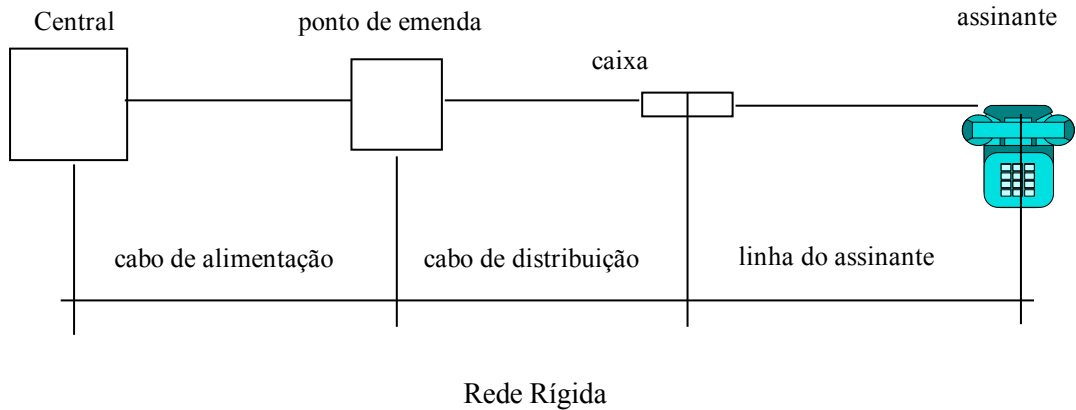 Central
ponto de emenda
caixa
assinante
cabo de alimentação
cabo de distribuição
linha do assinante
Rede Rígida